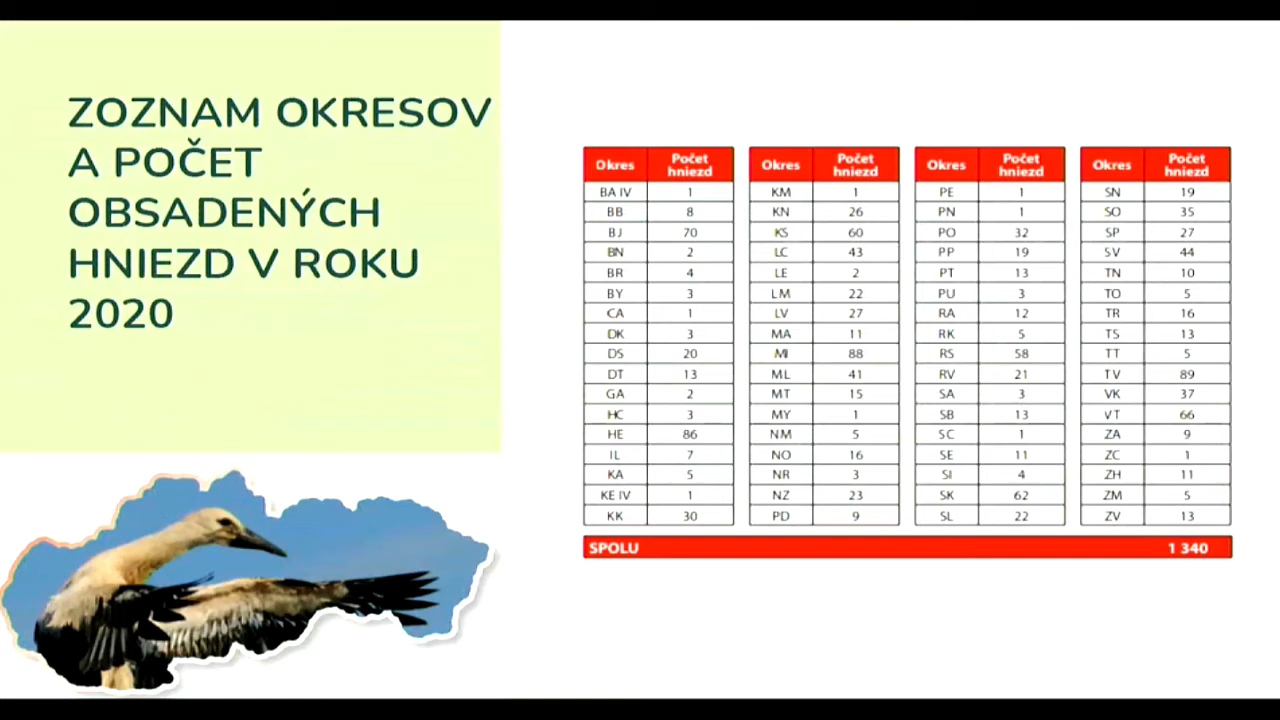 ZOZNAM OKRESOV
A POČET
OBSADENÝCH
HNIEZD V ROKU
2020
Okres Počet hniezd
BA IV 1
BB 8
BJ 70
BN 2
BR 4
BY 3
CA 1
DK 3
DS 20
DT 13
GA 2
HC 3
HE 86
IL 7
KA 5
KE IV 1
KK 30
Okres Počet hniezd
KM 1
KN 26
KS 60
LC 43
LE 2
LM 22
LV 27
MA 11
MI 88
ML 41
MT 15
MY 1
NM 5
NO 16
NR 3
NZ 23
PD 9
Okres Počet hniezd
PE 1
PN 1
PO 32
PP 19
PT 13
PU 3
RA 12
RK 5
RS 58
RV 21
SA 3
SB 13
SC 1
SE 11
SI 4
SK 62
SL 22
Okres Počet hniezd
SN 19
SO 35
SP 27
SV 44
TN 10
TO 5
TR 16
TS 13
TT 5
TV 89
VK 37
VT 66
ZA 9
ZC 1
ZH 11
ZM 5
ZV 13
SPOLU 1 340